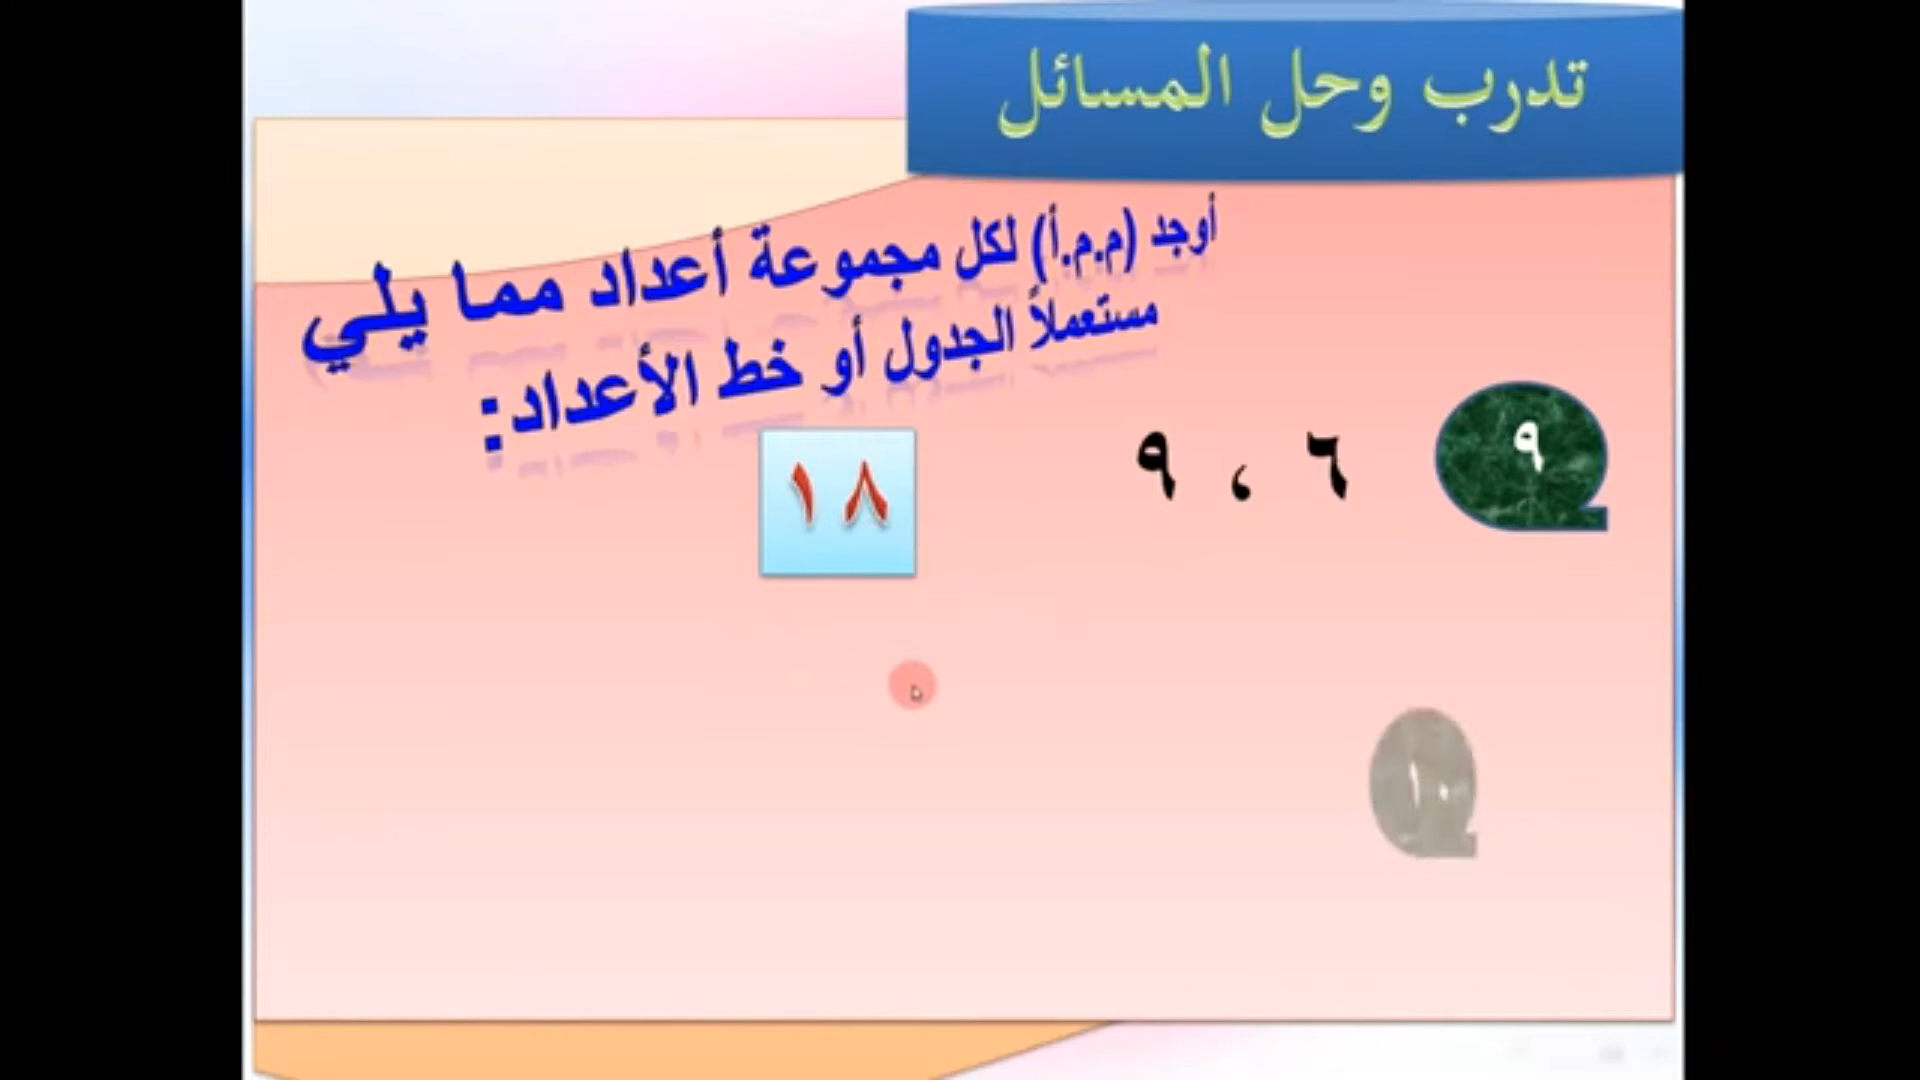 تدرب وحل المسائل
أوجد (م.م.أ) لكل مجموعة أعداد مما يلي
مستعملاً الجدول أو خط الأعداد:
٩
٦ ، ٩
١٨
١٠